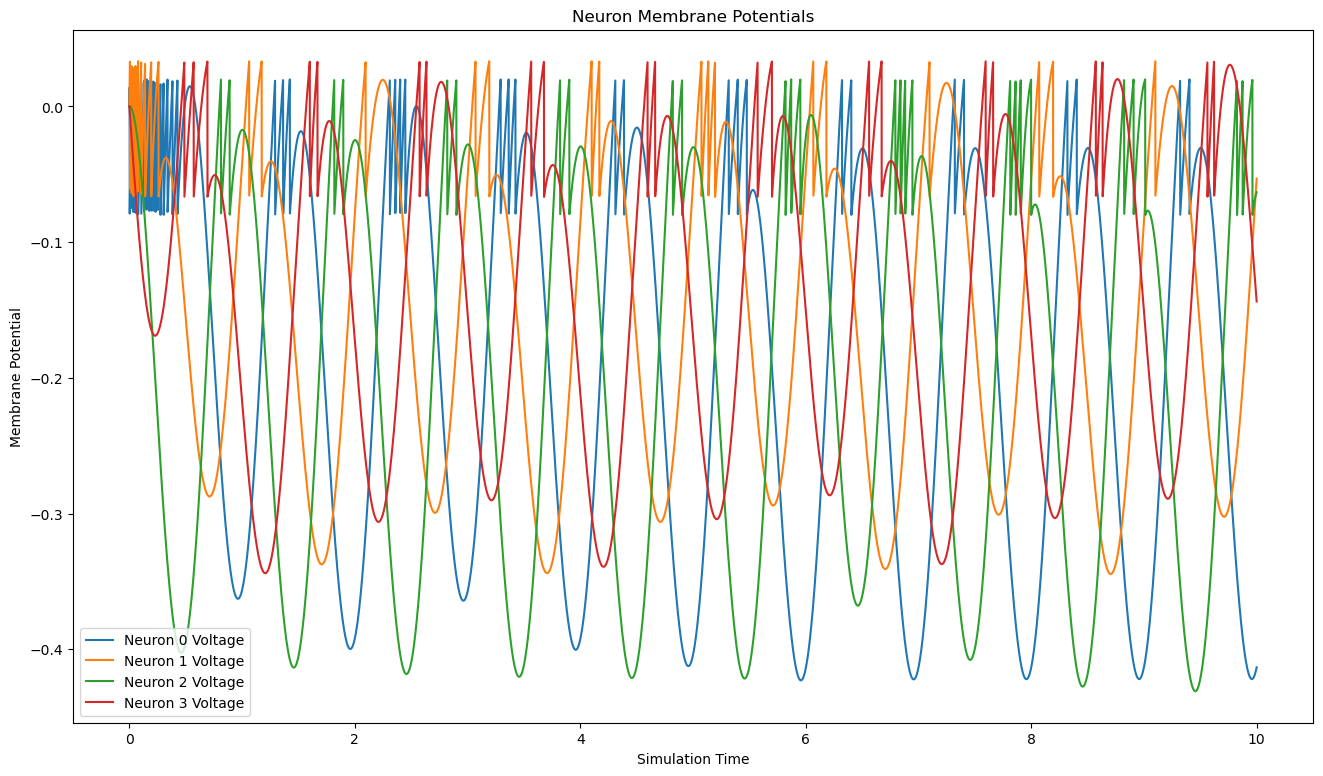 Neuron Membrane Potentials
Membrane Potential
0.0
−0.1
−0.2
−0.3
−0.4
Neuron 0 Voltage
Neuron 1 Voltage
Neuron 2 Voltage
Neuron 3 Voltage
0 2 4 6 8 10
Simulation Time